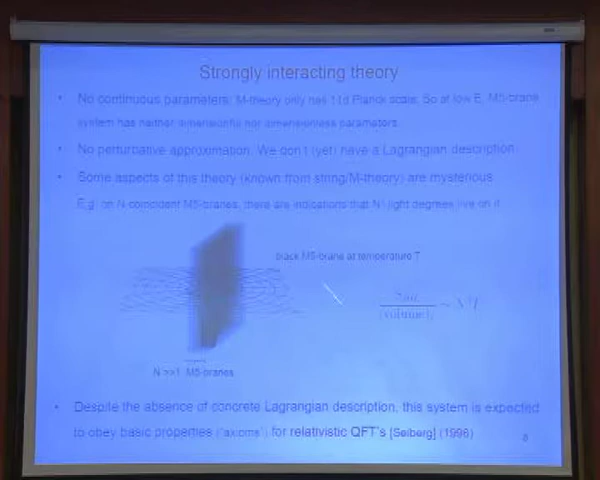 Strongly interacting theory
• No continuous parameters: M-theory only has 11d Planck scale. So at low E, M5-brane
system has neither dimensionful nor dimensionless parameters.
• No perturbative approximation. We don't (yet) have a Lagrangian description.
• Some aspects of this theory (known from string/M-theory) are mysterious.
E.g. on N coincident M5-branes, there are indications that light degrees live on it.
black M5-brane at temperature T
N >>1 M5-branes
• Despite the absence of concrete Lagrangian description, this system is expected
to obey basic properties ("axioms") for relativistic QFT's [Seiberg] (1996)
8